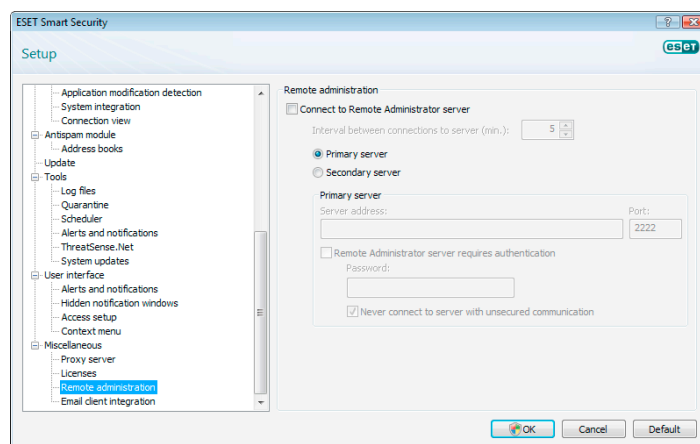 ESET Smart Security
Setup
eset
Application modification detection
System integration
Connection view
Antispam module
Address books
Update
Tools
Log files
Quarantine
Scheduler
Alerts and notifications
ThreatSense.Net
System updates
User interface
Alerts and notifications
Hidden notification windows
Access setup
Context menu
Miscellaneous
Proxy server
Licenses
Remote administration
Email client integration
Remote administration
Connect to Remote Administrator server
Interval between connections to server (min.): 5
Primary server
Secondary server
Primary server
Server address: Port:
2222
Remote Administrator server requires authentication
Password:
Never connect to server with unsecured communication
OK Cancel Default